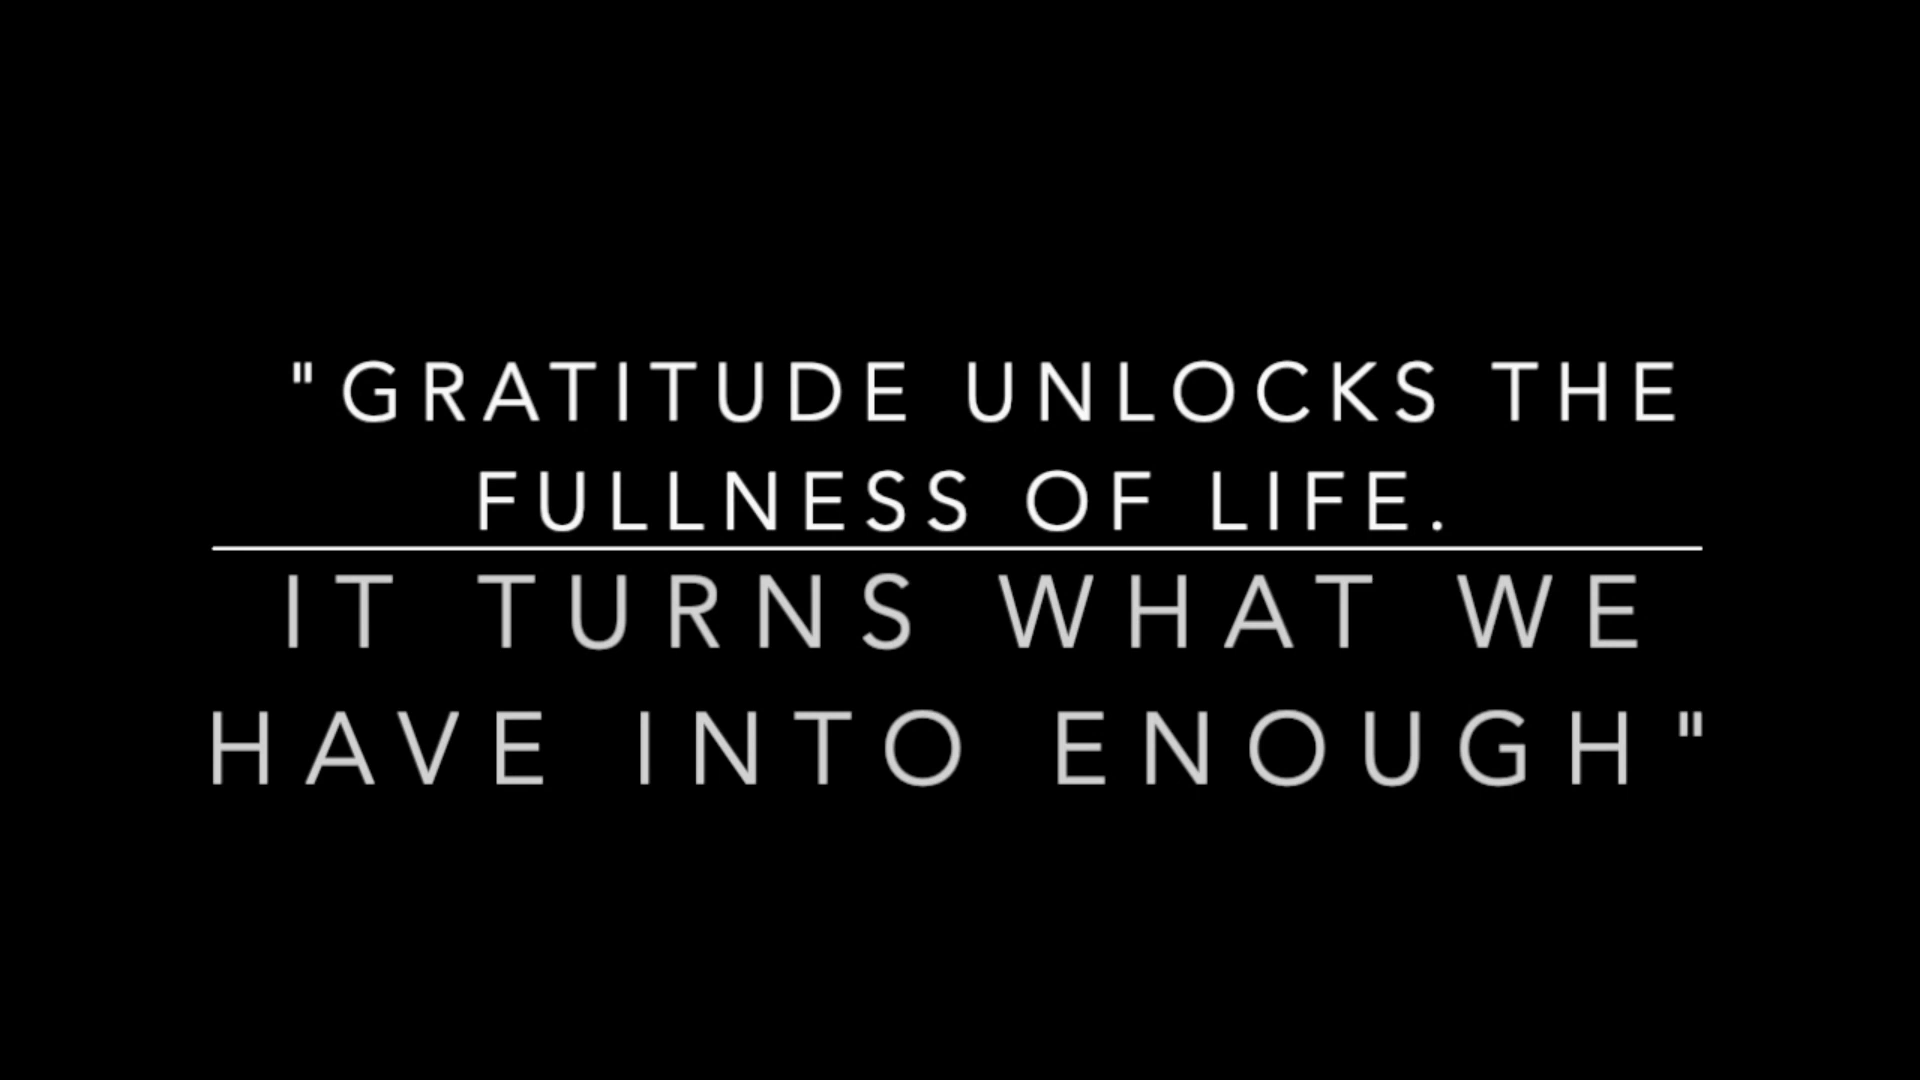 "GRATITUDE UNLOCKS THE
FULLNESS OF LIFE.
IT TURNS WHAT WE
HAVE INTO ENOUGH"